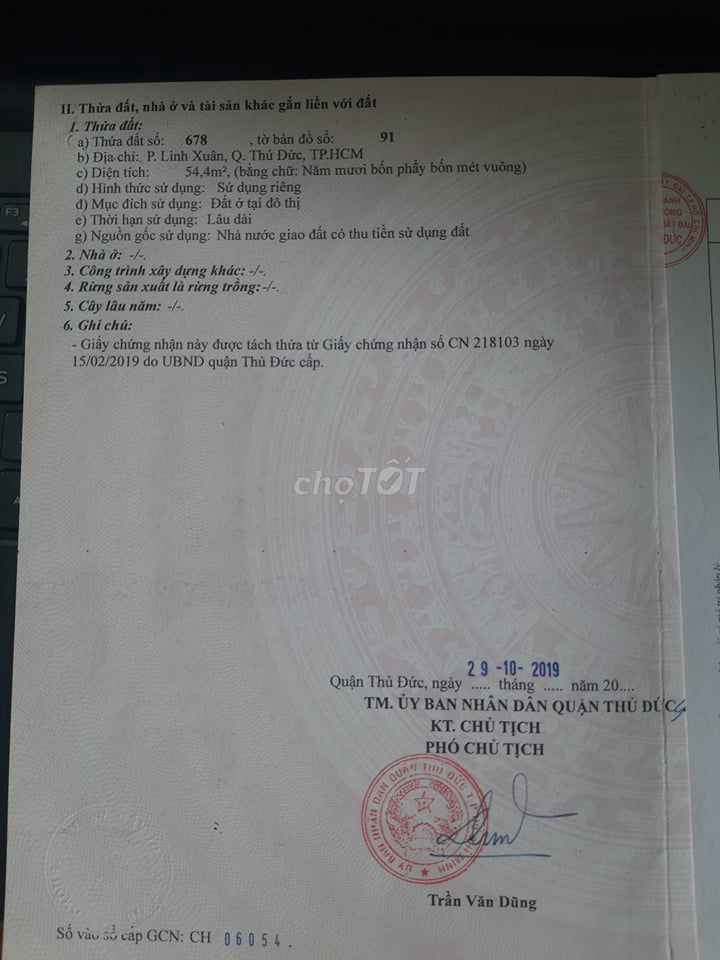 II. Thửa đất, nhà ở và tài sản khác gắn liền với đất
1. Thửa đất:
a) Thửa đất số: 678 , tờ bản đồ số: 91
b) Địa chỉ: P. Linh Xuân, Q. Thủ Đức, TP.HCM
c) Diện tích: 54,4m², (bằng chữ: Năm mươi bốn phẩy bốn mét vuông)
d) Hình thức sử dụng: Sử dụng riêng
đ) Mục đích sử dụng: Đất ở tại đô thị
e) Thời hạn sử dụng: Lâu dài
g) Nguồn gốc sử dụng: Nhà nước giao đất có thu tiền sử dụng đất
2. Nhà ở: -/-.
3. Công trình xây dựng khác: -/-.
4. Rừng sản xuất là rừng trồng: -/-.
5. Cây lâu năm: -/-.
6. Ghi chú:
- Giấy chứng nhận này được tách thửa từ Giấy chứng nhận số CN 218103 ngày
15/02/2019 do UBND quận Thủ Đức cấp.
chợTỐT
29-10-2019
Quận Thủ Đức, ngày ..... tháng ..... năm 20....
TM. ỦY BAN NHÂN DÂN QUẬN THỦ ĐỨC
KT. CHỦ TỊCH
PHÓ CHỦ TỊCH
ỦY BAN NHÂN DÂN QUẬN THỦ ĐỨC
Trần Văn Dũng
Số vào sổ cấp GCN: CH 06054.
F3